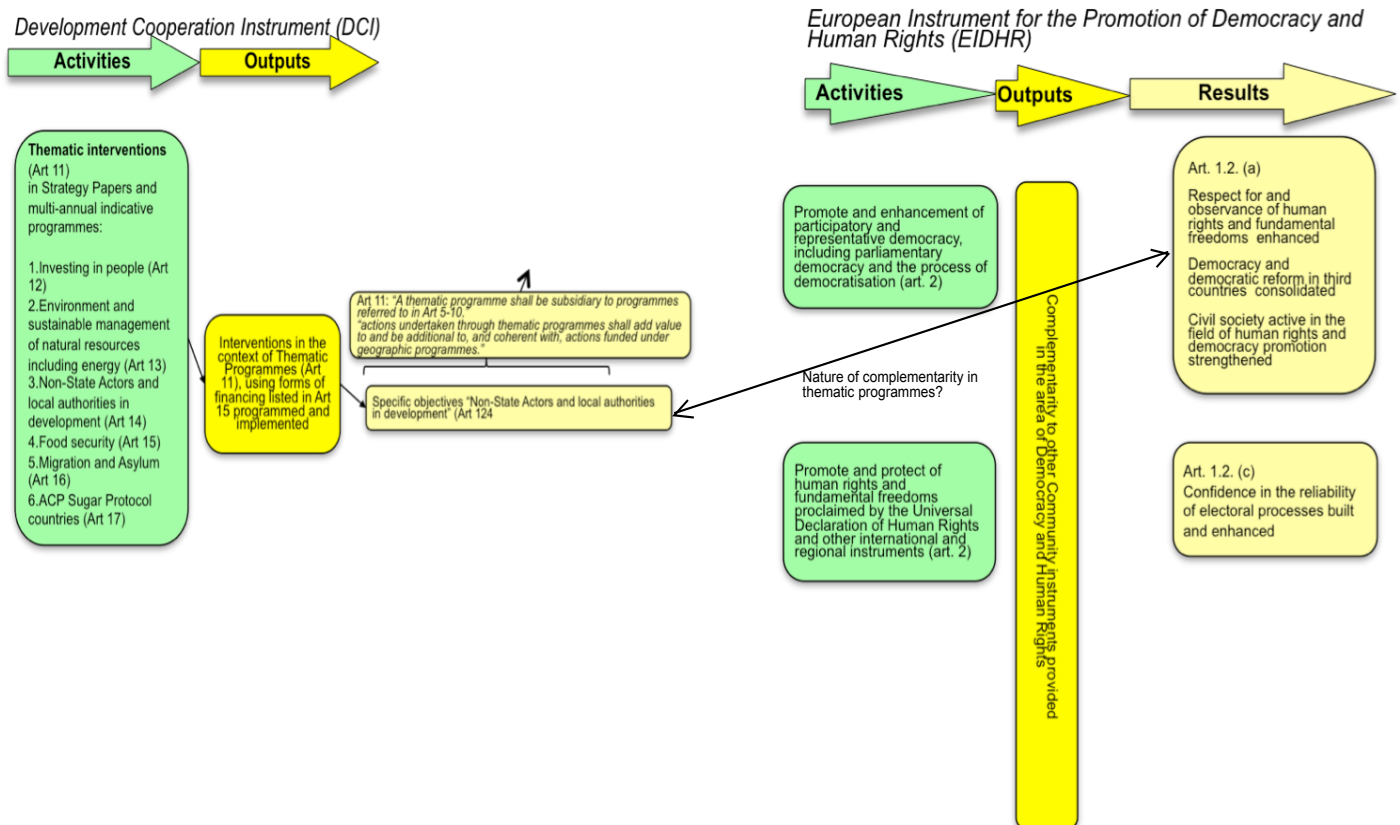 Development Cooperation Instrument (DCI)
Activities
Outputs
Thematic interventions
(Art 11)
in Strategy Papers and
multi-annual indicative
programmes:
1.Investing in people (Art
12)
2.Environment and
sustainable management
of natural resources
including energy (Art 13)
3.Non-State Actors and
local authorities in
development (Art 14)
4.Food security (Art 15)
5.Migration and Asylum
(Art 16)
6.ACP Sugar Protocol
countries (Art 17)
Interventions in the
context of Thematic
Programmes (Art
11), using forms of
financing listed in Art
15 programmed and
implemented
Art 11: “A thematic programme shall be subsidiary to programmes
referred to in Art 5-10.”
“actions undertaken through thematic programmes shall add value
to and be additional to, and coherent with, actions funded under
geographic programmes.”
Specific objectives “Non-State Actors and local authorities
in development” (Art 124
European Instrument for the Promotion of Democracy and
Human Rights (EIDHR)
Activities
Outputs
Results
Promote and enhancement of
participatory and
representative democracy,
including parliamentary
democracy and the process of
democratisation (art. 2)
Nature of complementarity in
thematic programmes?
Promote and protect of
human rights and
fundamental freedoms
proclaimed by the Universal
Declaration of Human Rights
and other international and
regional instruments (art. 2)
Complementarity to other Community instruments provided
in the area of Democracy and Human Rights
Art. 1.2. (a)
Respect for and
observance of human
rights and fundamental
freedoms enhanced
Democracy and
democratic reform in third
countries consolidated
Civil society active in the
field of human rights and
democracy promotion
strengthened
Art. 1.2. (c)
Confidence in the reliability
of electoral processes built
and enhanced